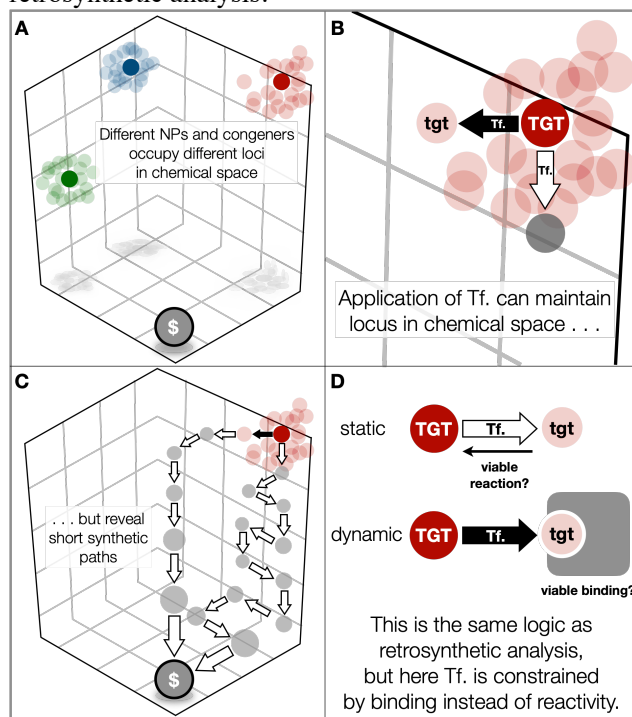 retrosynthetic analysis.
A
Different NPs and congeners
occupy different loci
in chemical space
$
B
tgt
Tf.
TGT
Tf.
Application of Tf. can maintain
locus in chemical space . . .
C
. . . but reveal
short synthetic
paths
$
D
static
TGT
Tf.
tgt
viable
reaction?
dynamic
TGT
Tf.
tgt
viable binding?
This is the same logic as
retrosynthetic analysis,
but here Tf. is constrained
by binding instead of reactivity.